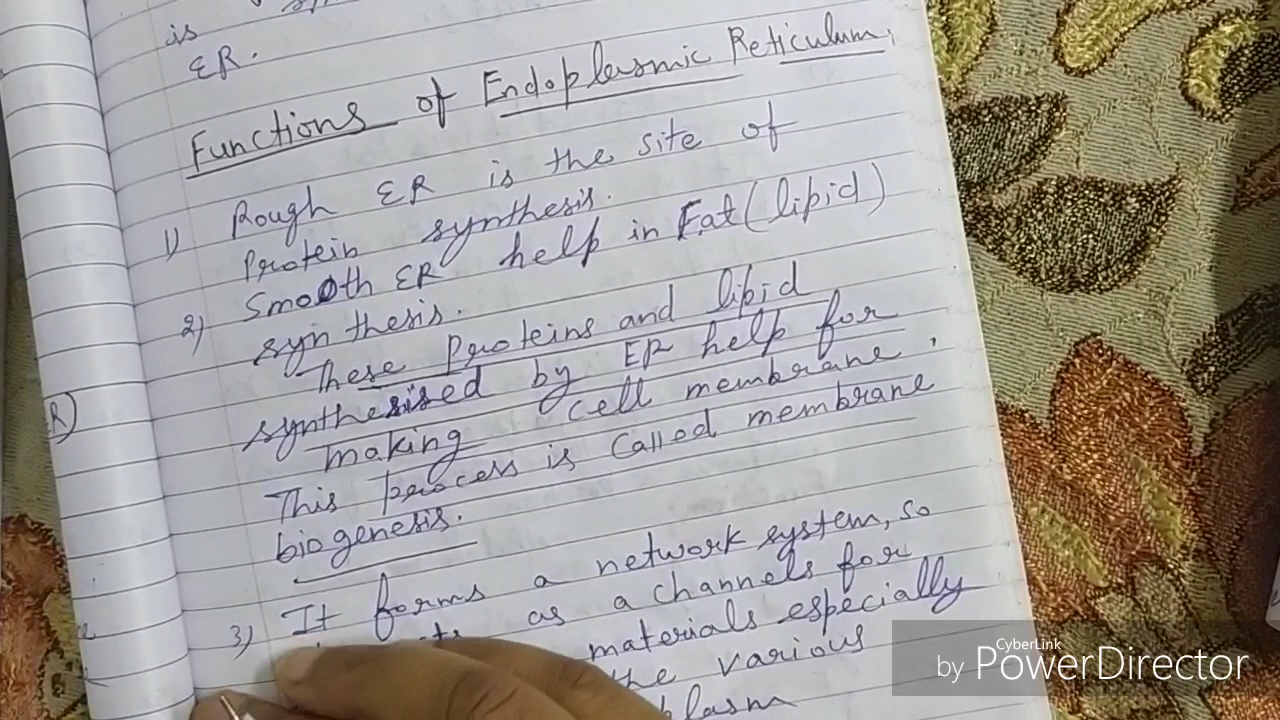 is
ER.
Functions of Endoplasmic Reticulum.
1) Rough ER is the site of
Protein synthesis.
2) Smooth ER help in Fat (lipid)
synthesis.
These proteins and lipid
synthesised by ER help for
making cell membrane.
This process is called membrane
biogenesis.
R)
3) It forms a network system, so
as a channels for
materials especially
the various
plasm
CyberLink
by PowerDirector